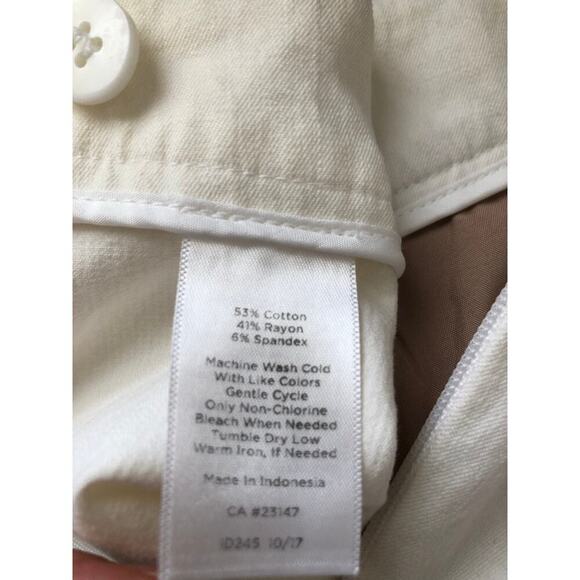 53% Cotton
41% Rayon
6% Spandex
Machine Wash Cold
With Like Colors
Gentle Cycle
Only Non-Chlorine
Bleach When Needed
Tumble Dry Low
Warm Iron, If Needed
Made in Indonesia
CA #23147
ID245 10/17